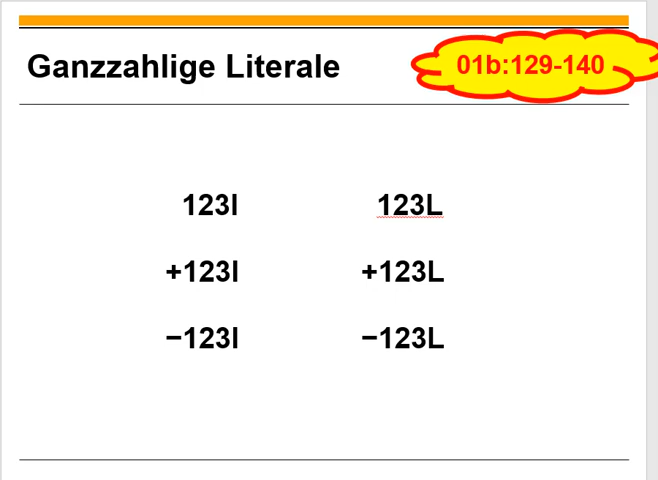 Ganzzahlige Literale
01b:129-140
123l 123L
+123l +123L
−123l −123L